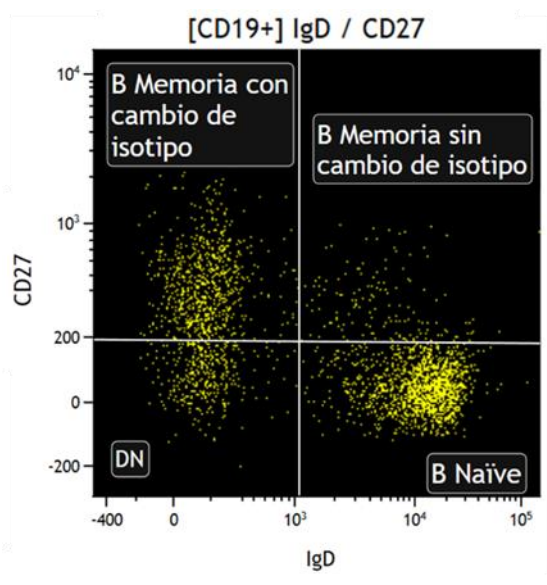 [CD19+] IgD / CD27
B Memoria con
cambio de
isotipo
B Memoria sin
cambio de isotipo
DN
B Naïve
CD27
10⁴
10³
200
0
-200
-400
0
10³
10⁴
10⁵
IgD